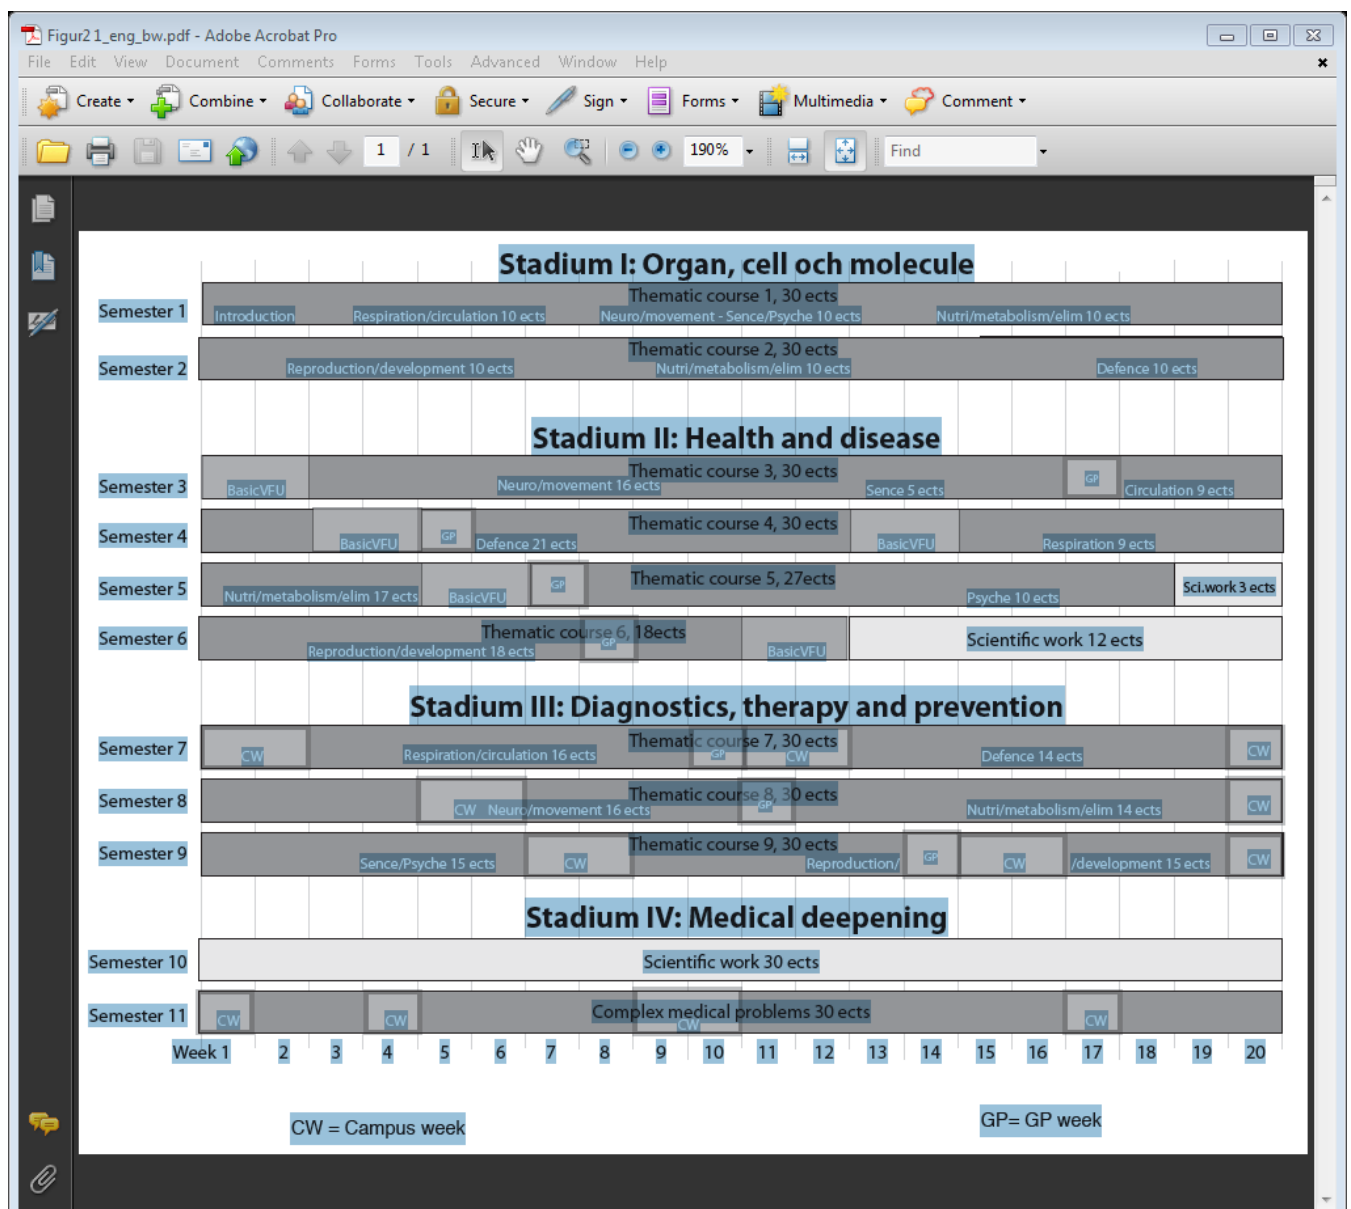 Figur2 1_eng_bw.pdf - Adobe Acrobat Pro
File Edit View Document Comments Forms Tools Advanced Window Help
Create Combine Collaborate Secure Sign Forms Multimedia Comment
1 / 1 190% Find
Stadium I: Organ, cell och molecule
Thematic course 1, 30 ects
Semester 1 Introduction Respiration/circulation 10 ects Neuro/movement - Sence/Psyche 10 ects Nutri/metabolism/elim 10 ects
Thematic course 2, 30 ects
Semester 2 Reproduction/development 10 ects Nutri/metabolism/elim 10 ects Defence 10 ects
Stadium II: Health and disease
Thematic course 3, 30 ects
Semester 3 BasicVFU Neuro/movement 16 ects Sence 5 ects GP Circulation 9 ects
Thematic course 4, 30 ects
Semester 4 BasicVFU GP Defence 21 ects BasicVFU Respiration 9 ects
Thematic course 5, 27ects
Semester 5 Nutri/metabolism/elim 17 ects BasicVFU GP Psyche 10 ects Sci.work 3 ects
Thematic course 6, 18ects
Semester 6 Reproduction/development 18 ects GP BasicVFU Scientific work 12 ects
Stadium III: Diagnostics, therapy and prevention
Thematic course 7, 30 ects
Semester 7 CW Respiration/circulation 16 ects GP CW Defence 14 ects CW
Thematic course 8, 30 ects
Semester 8 CW Neuro/movement 16 ects GP Nutri/metabolism/elim 14 ects CW
Thematic course 9, 30 ects
Semester 9 Sence/Psyche 15 ects CW Reproduction/ GP CW /development 15 ects CW
Stadium IV: Medical deepening
Semester 10 Scientific work 30 ects
Complex medical problems 30 ects
Semester 11 CW CW CW CW
Week 1 2 3 4 5 6 7 8 9 10 11 12 13 14 15 16 17 18 19 20
CW = Campus week GP= GP week